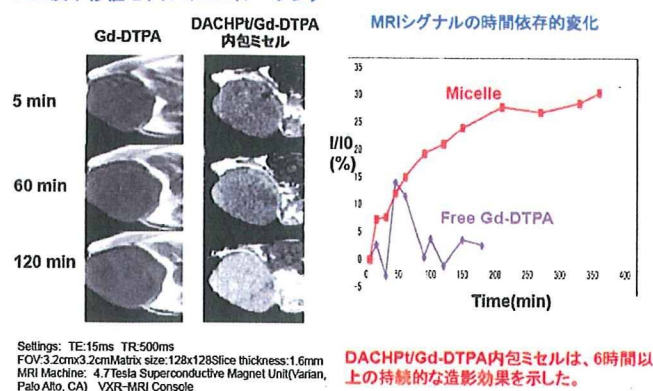 MRIシグナルの時間依存的変化
Gd-DTPA
DACHPt/Gd-DTPA
内包ミセル
5 min
60 min
120 min
I/I0
(%)
35
30
25
20
15
10
5
0
-5
0
50
100
150
200
250
300
350
400
Micelle
Free Gd-DTPA
Time(min)
Settings: TE:15ms TR:500ms
FOV:3.2cmx3.2cmMatrix size:128x128Slice thickness:1.6mm
MRI Machine: 4.7Tesla Superconductive Magnet Unit(Varian,
Palo Alto, CA) VXR-MRI Console
DACHPt/Gd-DTPA内包ミセルは、6時間以
上の持続的な造影効果を示した。